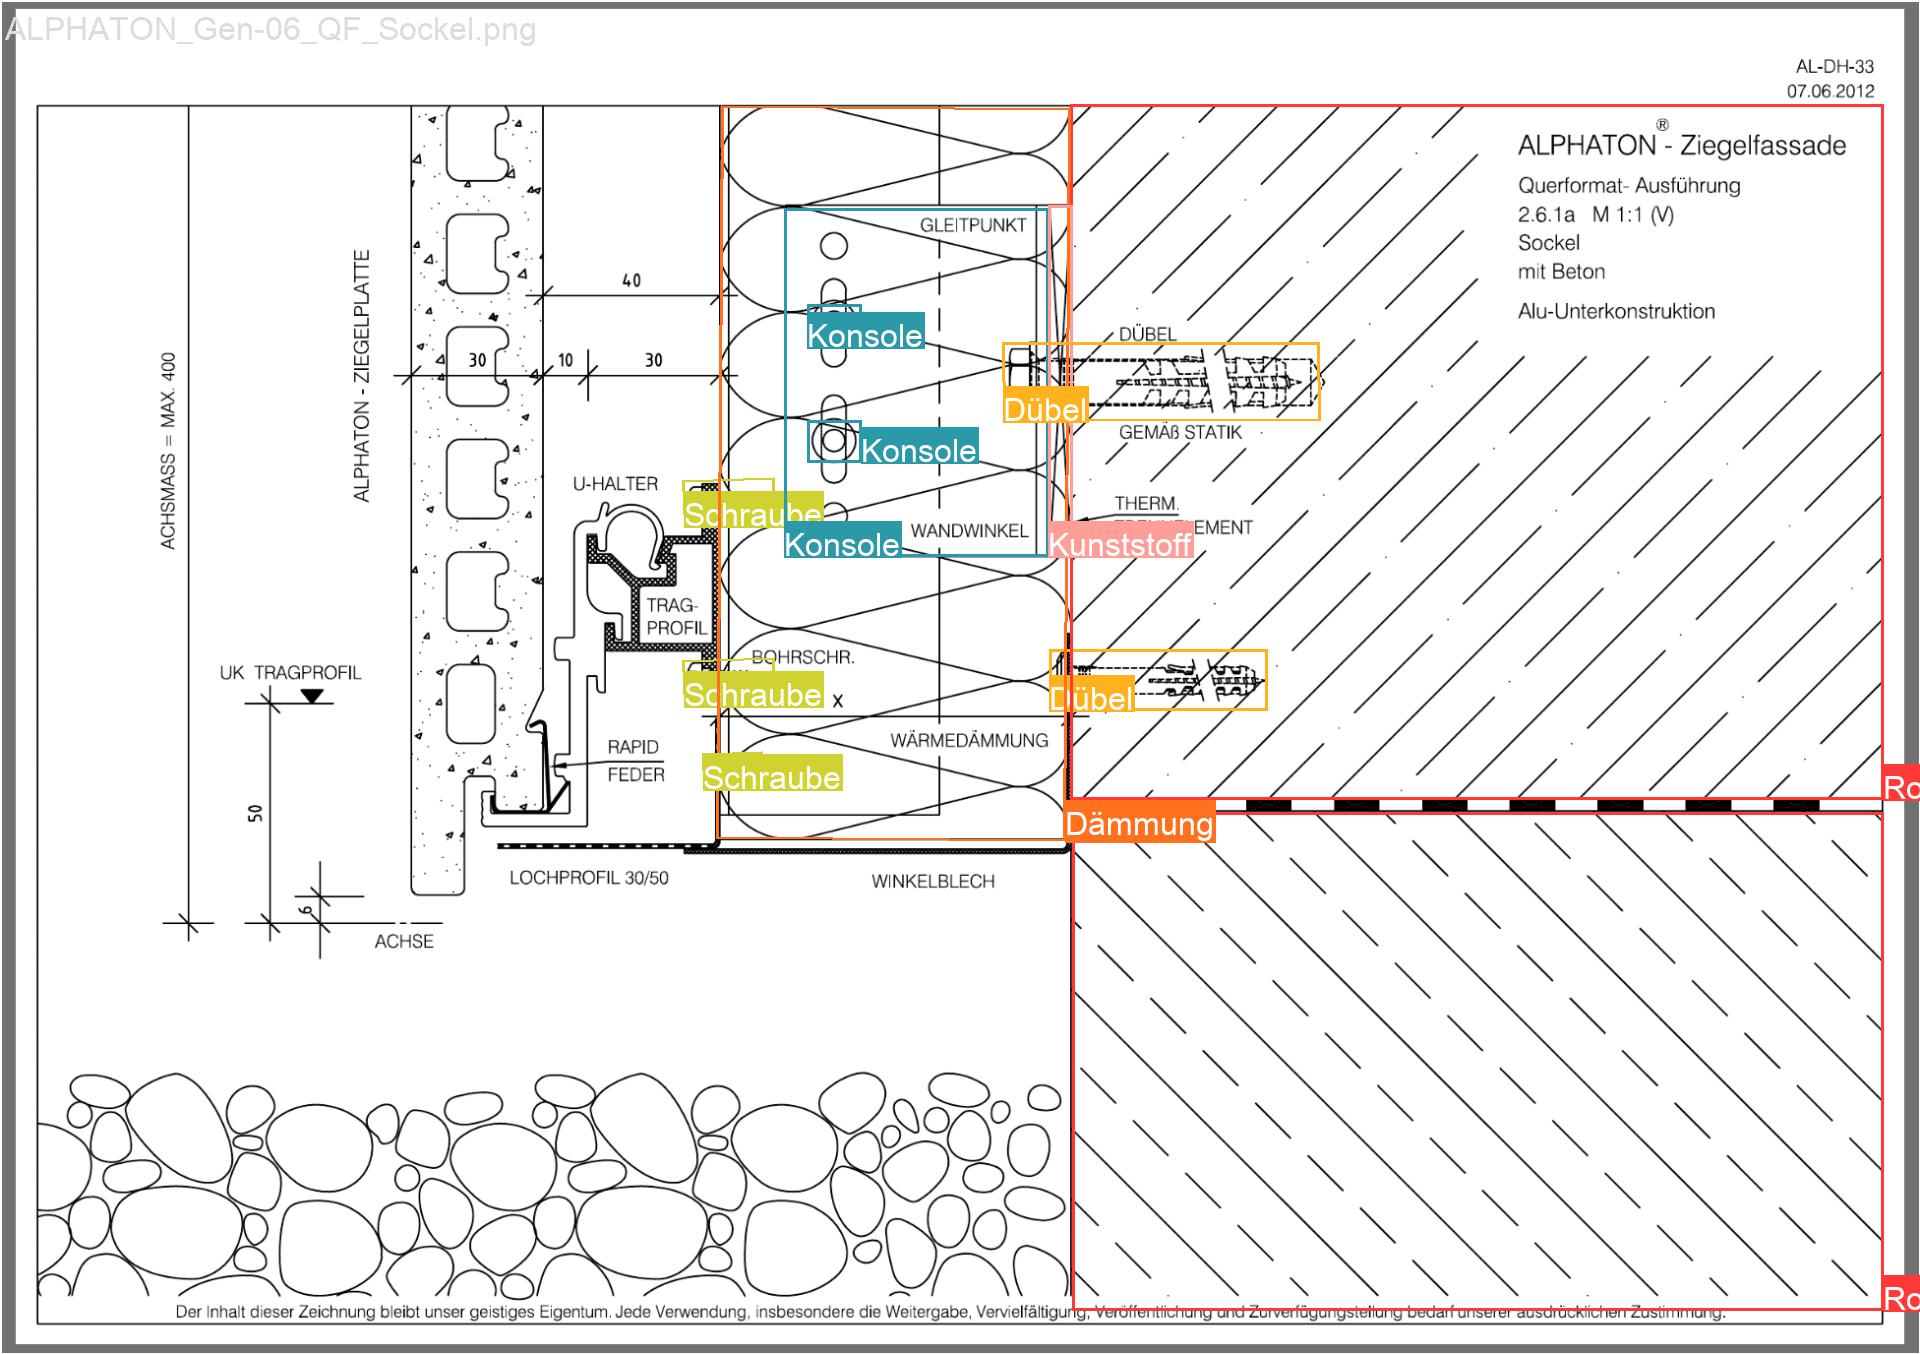 ALPHATON_Gen-06_QF_Sockel.png
AL-DH-33
07.06.2012
ALPHATON® - Ziegelfassade
Querformat- Ausführung
2.6.1a M 1:1 (V)
Sockel
mit Beton
Alu-Unterkonstruktion
ACHSMASS = MAX. 400
ALPHATON - ZIEGELPLATTE
40
30
10
30
GLEITPUNKT
Konsole
Konsole
DÜBEL
Dübel
GEMÄß STATIK
U-HALTER
Schraube
Konsole
WANDWINKEL
THERM.
Kunststoff
TRAG-
PROFIL
BOHRSCHR.
Schraube
X
Dübel
UK TRAGPROFIL
WÄRMEDÄMMUNG
RAPID
FEDER
Schraube
50
Dämmung
LOCHPROFIL 30/50
WINKELBLECH
6
ACHSE
Der Inhalt dieser Zeichnung bleibt unser geistiges Eigentum. Jede Verwendung, insbesondere die Weitergabe, Vervielfältigung, Veröffentlichung und Zurverfügungstellung bedarf unserer ausdrücklichen Zustimmung.